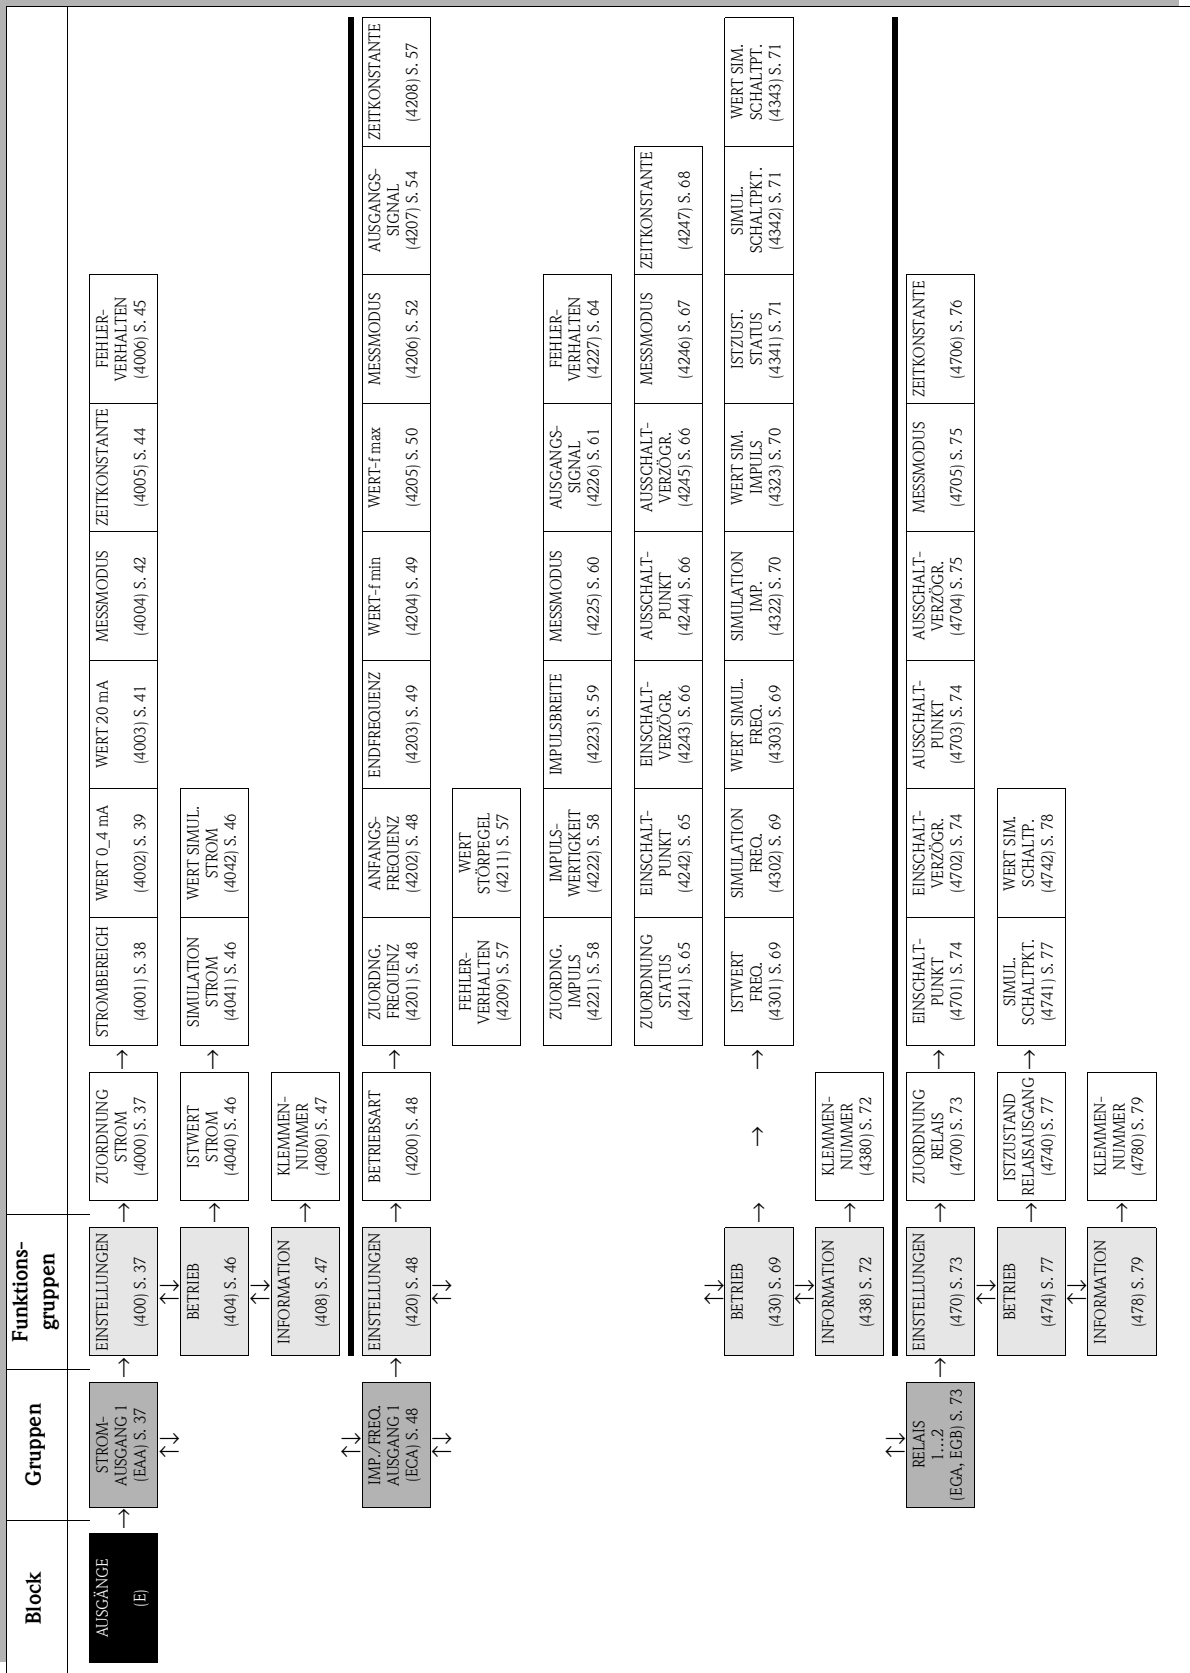 Block
Gruppen
Funktions-
gruppen
AUSGÄNGE
(E)
STROM-
AUSGANG 1
(EAA) S. 37
EINSTELLUNGEN
(400) S. 37
ZUORDNUNG
STROM
(4000) S. 37
STROMBEREICH
(4001) S. 38
WERT 0_4 mA
(4002) S. 39
WERT 20 mA
(4003) S. 41
MESSMODUS
(4004) S. 42
ZEITKONSTANTE
(4005) S. 44
FEHLER-
VERHALTEN
(4006) S. 45
BETRIEB
(404) S. 46
ISTWERT
STROM
(4040) S. 46
SIMULATION
STROM
(4041) S. 46
WERT SIMUL.
STROM
(4042) S. 46
INFORMATION
(408) S. 47
KLEMMEN-
NUMMER
(4080) S. 47
IMP./FREQ.
AUSGANG 1
(ECA) S. 48
EINSTELLUNGEN
(420) S. 48
BETRIEBSART
(4200) S. 48
ZUORDNG.
FREQUENZ
(4201) S. 48
ANFANGS-
FREQUENZ
(4202) S. 48
ENDFREQUENZ
(4203) S. 49
WERT-f min
(4204) S. 49
WERT-f max
(4205) S. 50
MESSMODUS
(4206) S. 52
AUSGANGS-
SIGNAL
(4207) S. 54
ZEITKONSTANTE
(4208) S. 57
FEHLER-
VERHALTEN
(4209) S. 57
WERT
STÖRPEGEL
(4211) S. 57
ZUORDNG.
IMPULS
(4221) S. 58
IMPULS-
WERTIGKEIT
(4222) S. 58
IMPULSBREITE
(4223) S. 59
MESSMODUS
(4225) S. 60
AUSGANGS-
SIGNAL
(4226) S. 61
FEHLER-
VERHALTEN
(4227) S. 64
ZUORDNUNG
STATUS
(4241) S. 65
EINSCHALT-
PUNKT
(4242) S. 65
EINSCHALT-
VERZÖGR.
(4243) S. 66
AUSSCHALT-
PUNKT
(4244) S. 66
AUSSCHALT-
VERZÖGR.
(4245) S. 66
MESSMODUS
(4246) S. 67
ZEITKONSTANTE
(4247) S. 68
BETRIEB
(430) S. 69
ISTWERT
FREQ.
(4301) S. 69
SIMULATION
FREQ.
(4302) S. 69
WERT SIMUL.
FREQ.
(4303) S. 69
SIMULATION
IMP.
(4322) S. 70
WERT SIM.
IMPULS
(4323) S. 70
ISTZUST.
STATUS
(4341) S. 71
SIMUL.
SCHALTPKT.
(4342) S. 71
WERT SIM.
SCHALTPT.
(4343) S. 71
INFORMATION
(438) S. 72
KLEMMEN-
NUMMER
(4380) S. 72
RELAIS
1…2
(EGA, EGB) S. 73
EINSTELLUNGEN
(470) S. 73
ZUORDNUNG
RELAIS
(4700) S. 73
EINSCHALT-
PUNKT
(4701) S. 74
EINSCHALT-
VERZÖGR.
(4702) S. 74
AUSSCHALT-
PUNKT
(4703) S. 74
AUSSCHALT-
VERZÖGR.
(4704) S. 75
MESSMODUS
(4705) S. 75
ZEITKONSTANTE
(4706) S. 76
BETRIEB
(474) S. 77
ISTZUSTAND
RELAISAUSGANG
(4740) S. 77
SIMUL.
SCHALTPKT.
(4741) S. 77
WERT SIM.
SCHALTP.
(4742) S. 78
INFORMATION
(478) S. 79
KLEMMEN-
NUMMER
(4780) S. 79